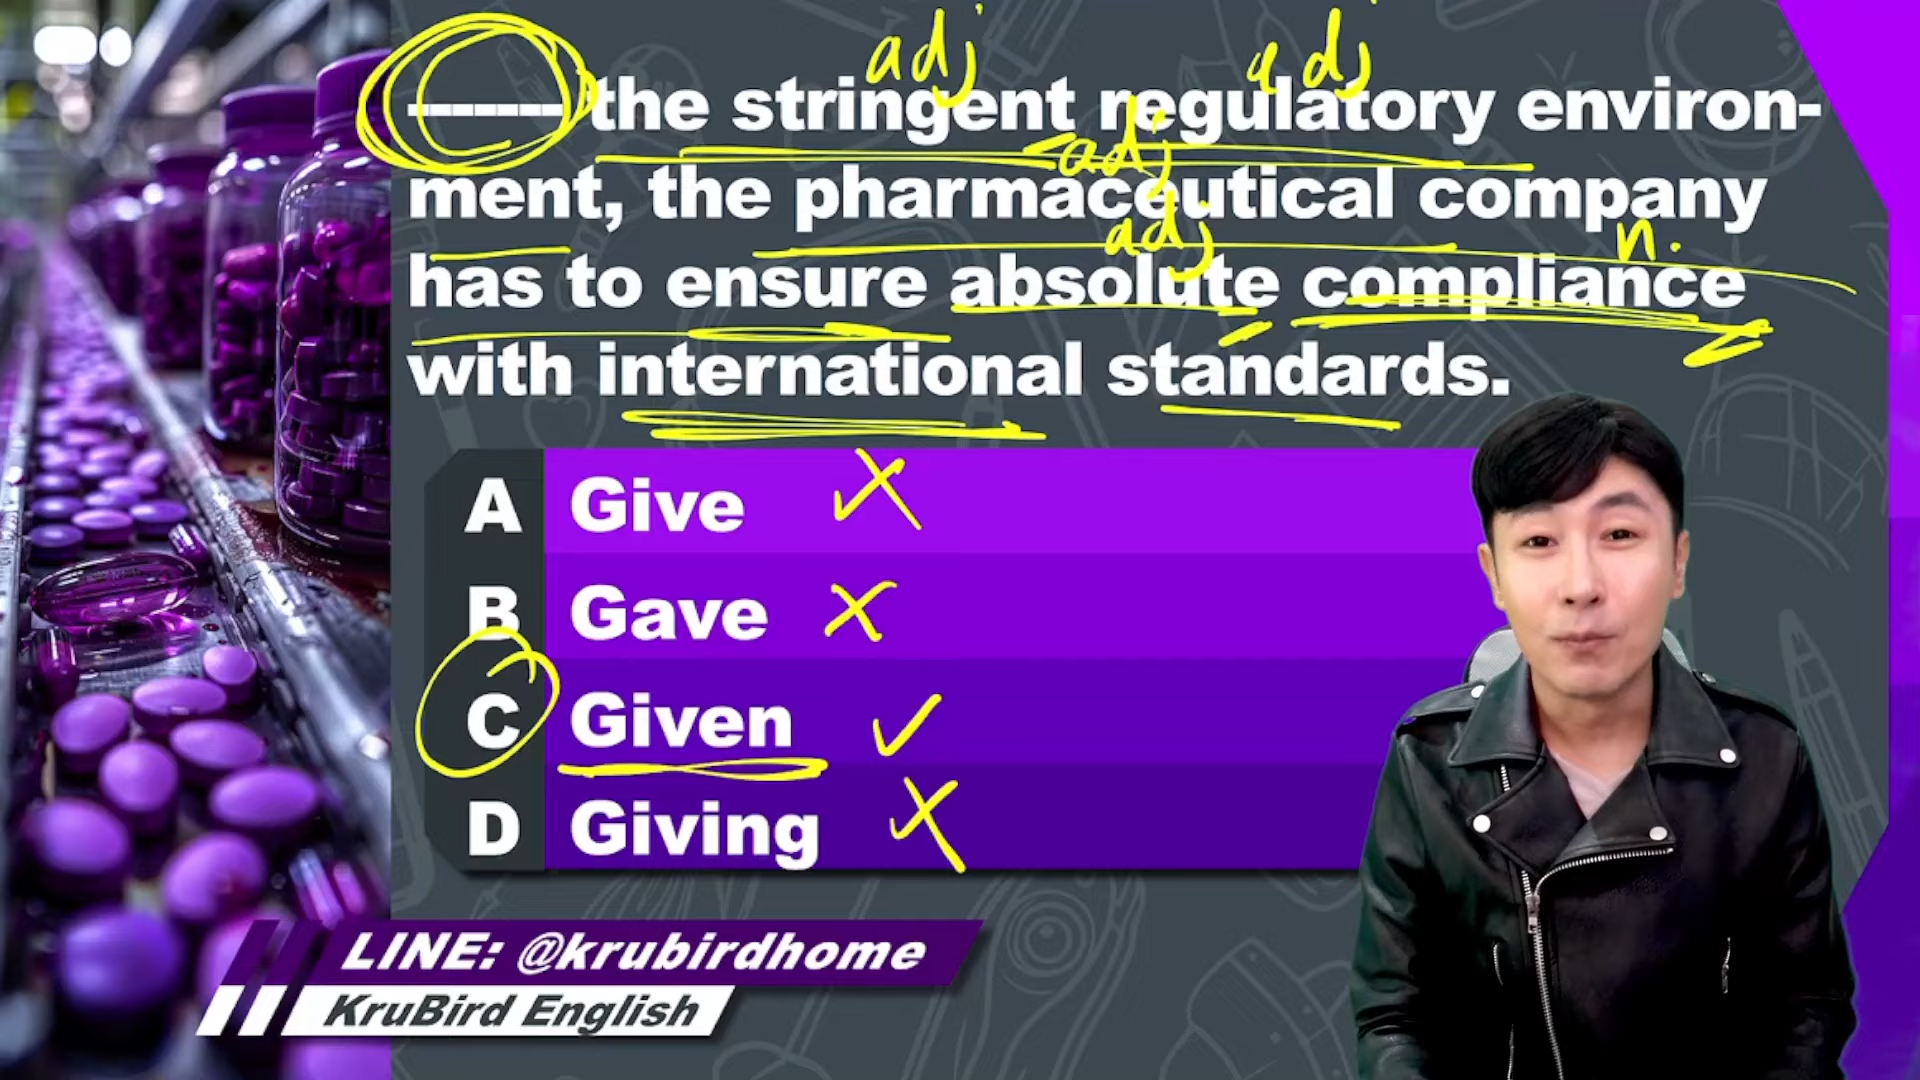 adj adj
------- the stringent regulatory environ-
adj
ment, the pharmaceutical company
adj n.
has to ensure absolute compliance
with international standards.
A Give
B Gave
C Given
D Giving
LINE: @krubirdhome
KruBird English